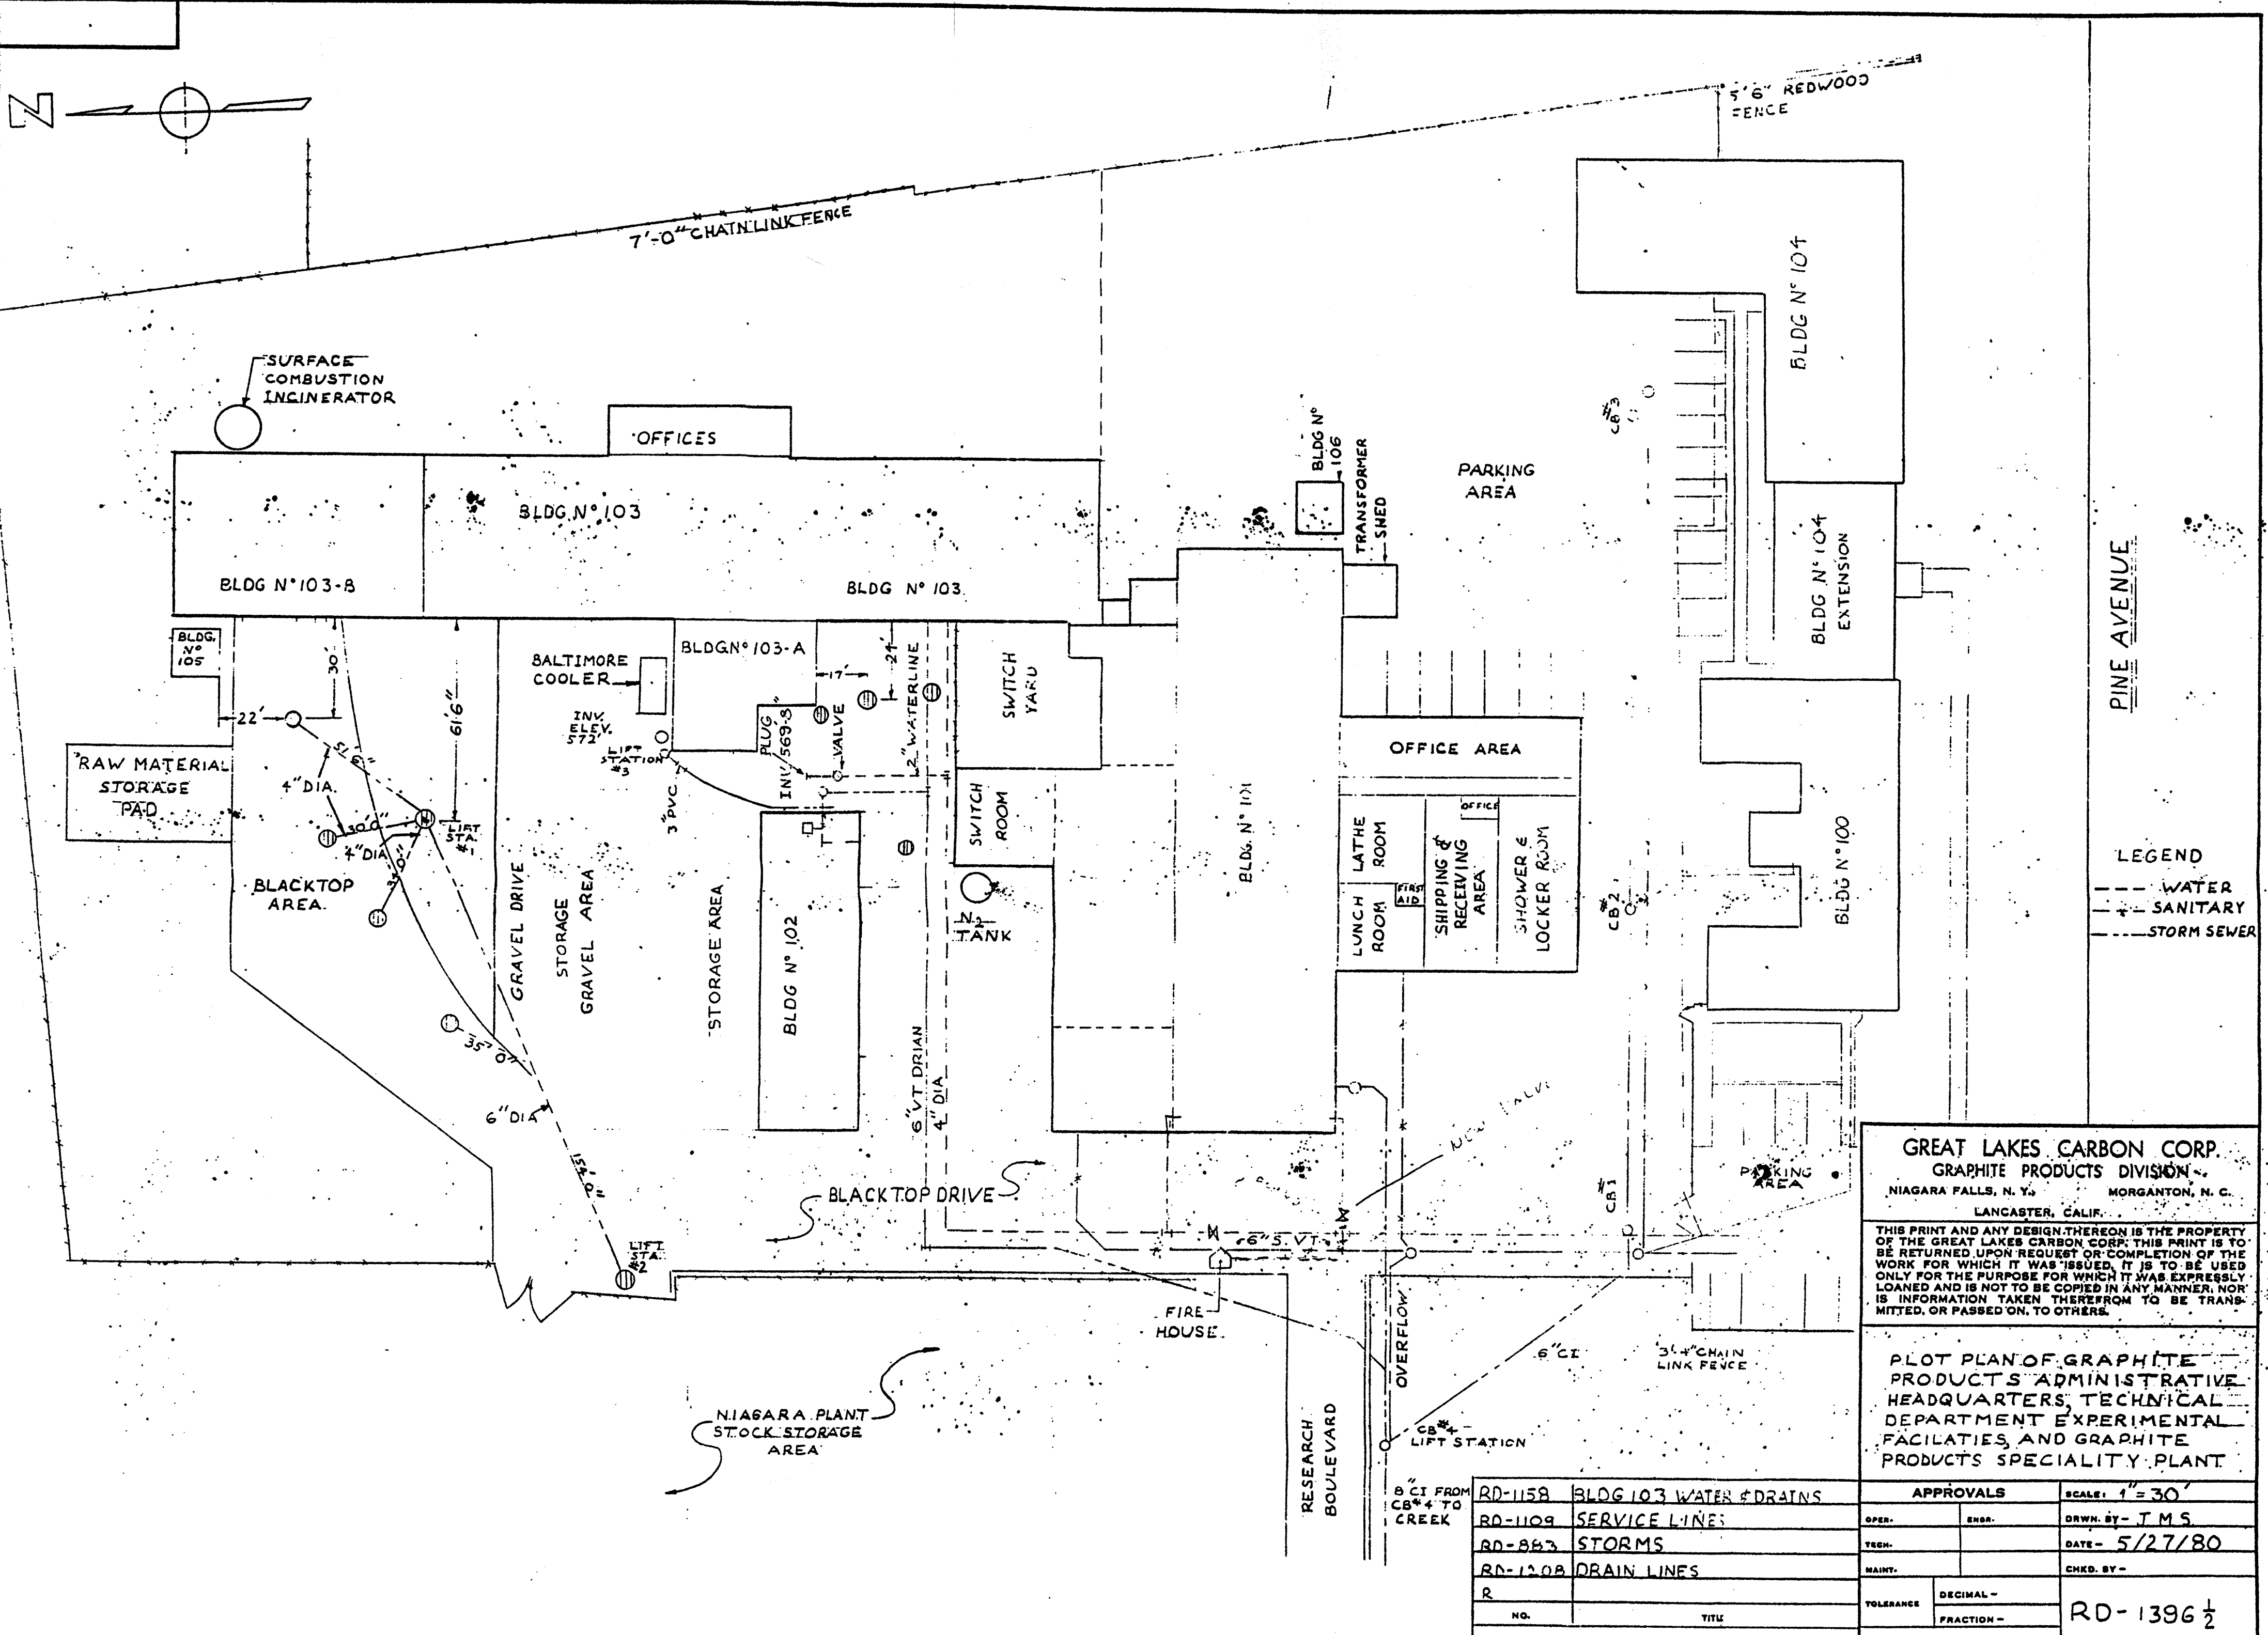 N
5'6" REDWOOD
FENCE
7'-0" CHAIN LINK FENCE
SURFACE
COMBUSTION
INCINERATOR
OFFICES
BLDG N° 103
BLDG N° 103-B
BLDG N° 103
BLDG N°
106
TRANSFORMER
SHED
PARKING
AREA
CB #3
BLDG N° 104
BLDG N° 104
EXTENSION
PINE AVENUE
BLDG.
N°
105
30'
22'
61'6"
51'6"
4" DIA.
30'0"
4" DIA
LIFT
STA.
RAW MATERIAL
STORAGE
PAD
BLACKTOP
AREA.
35'0"
6" DIA
154'0"
LIFT
STA.
#2
BALTIMORE
COOLER
BLDG N° 103-A
INV.
ELEV.
572'
LIFT
STATION
#3
3" PVC
17'
24'
PLUG
INV. 569-8"
VALVE
2" WATERLINE
SWITCH
YARD
SWITCH
ROOM
N2
TANK
GRAVEL DRIVE
STORAGE
GRAVEL AREA
STORAGE AREA
BLDG N° 102
6" VT DRIAN
4" DIA
BLDG. N° 101
OFFICE AREA
OFFICE
LATHE
ROOM
LUNCH
ROOM
FIRST
AID
SHIPPING &
RECEIVING
AREA
SHOWER &
LOCKER ROOM
CB #2
BLDG N° 100
LEGEND
WATER
SANITARY
STORM SEWER
NEW VALVE
BLACKTOP DRIVE
6" S. VT.
CB #1
PARKING
AREA
FIRE
HOUSE
OVERFLOW
6" CI
3'-4" CHAIN
LINK FENCE
NIAGARA PLANT
STOCK STORAGE
AREA
RESEARCH
BOULEVARD
CB #4
LIFT STATION
8" CI FROM
CB #4 TO
CREEK
GREAT LAKES CARBON CORP.
GRAPHITE PRODUCTS DIVISION
NIAGARA FALLS, N. Y. MORGANTON, N. C.
LANCASTER, CALIF.
THIS PRINT AND ANY DESIGN THEREON IS THE PROPERTY
OF THE GREAT LAKES CARBON CORP. THIS PRINT IS TO
BE RETURNED UPON REQUEST OR COMPLETION OF THE
WORK FOR WHICH IT WAS ISSUED, IT IS TO BE USED
ONLY FOR THE PURPOSE FOR WHICH IT WAS EXPRESSLY
LOANED AND IS NOT TO BE COPIED IN ANY MANNER, NOR
IS INFORMATION TAKEN THEREFROM TO BE TRANS-
MITTED, OR PASSED ON, TO OTHERS.
PLOT PLAN OF GRAPHITE
PRODUCTS ADMINISTRATIVE
HEADQUARTERS, TECHNICAL
DEPARTMENT EXPERIMENTAL
FACILATIES, AND GRAPHITE
PRODUCTS SPECIALITY PLANT
RD-1158 BLDG 103 WATER & DRAINS
RD-1109 SERVICE LINES
RD-883 STORMS
RD-1208 DRAIN LINES
R
NO. TITLE
APPROVALS
OPER. ENGR.
TECH.
MAINT.
TOLERANCE DECIMAL -
FRACTION -
SCALE: 1" = 30'
DRWN. BY - J M S
DATE - 5/27/80
CHKD. BY -
RD-1396 1/2